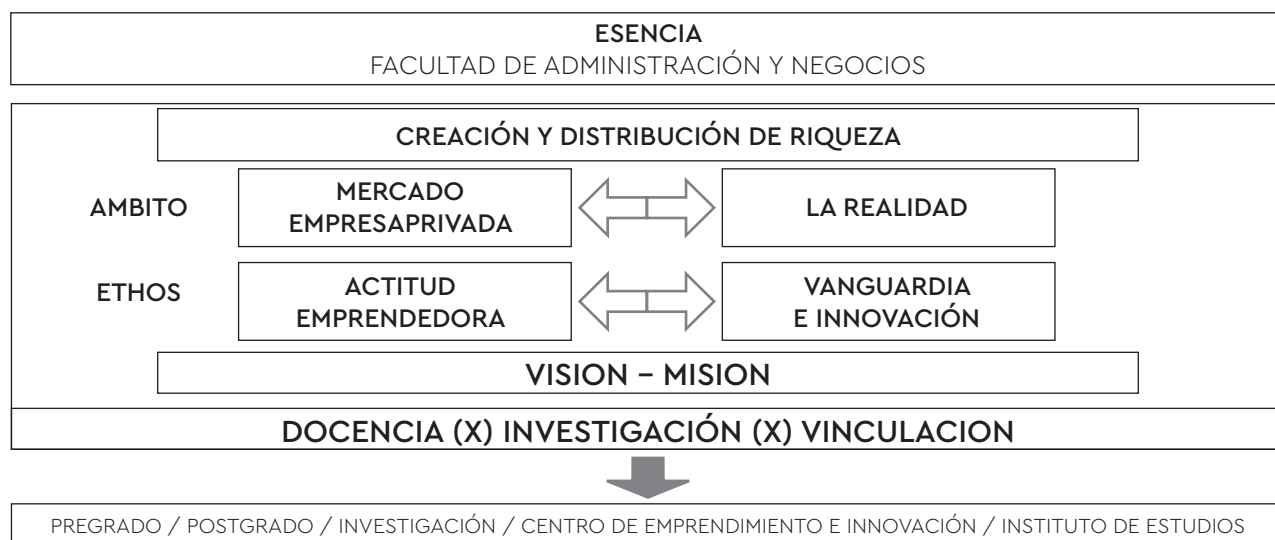 ESENCIA
FACULTAD DE ADMINISTRACIÓN Y NEGOCIOS
CREACIÓN Y DISTRIBUCIÓN DE RIQUEZA
AMBITO
MERCADO
EMPRESAPRIVADA
LA REALIDAD
ETHOS
ACTITUD
EMPRENDEDORA
VANGUARDIA
E INNOVACIÓN
VISION – MISION
DOCENCIA (X) INVESTIGACIÓN (X) VINCULACION
PREGRADO / POSTGRADO / INVESTIGACIÓN / CENTRO DE EMPRENDIMIENTO E INNOVACIÓN / INSTITUTO DE ESTUDIOS